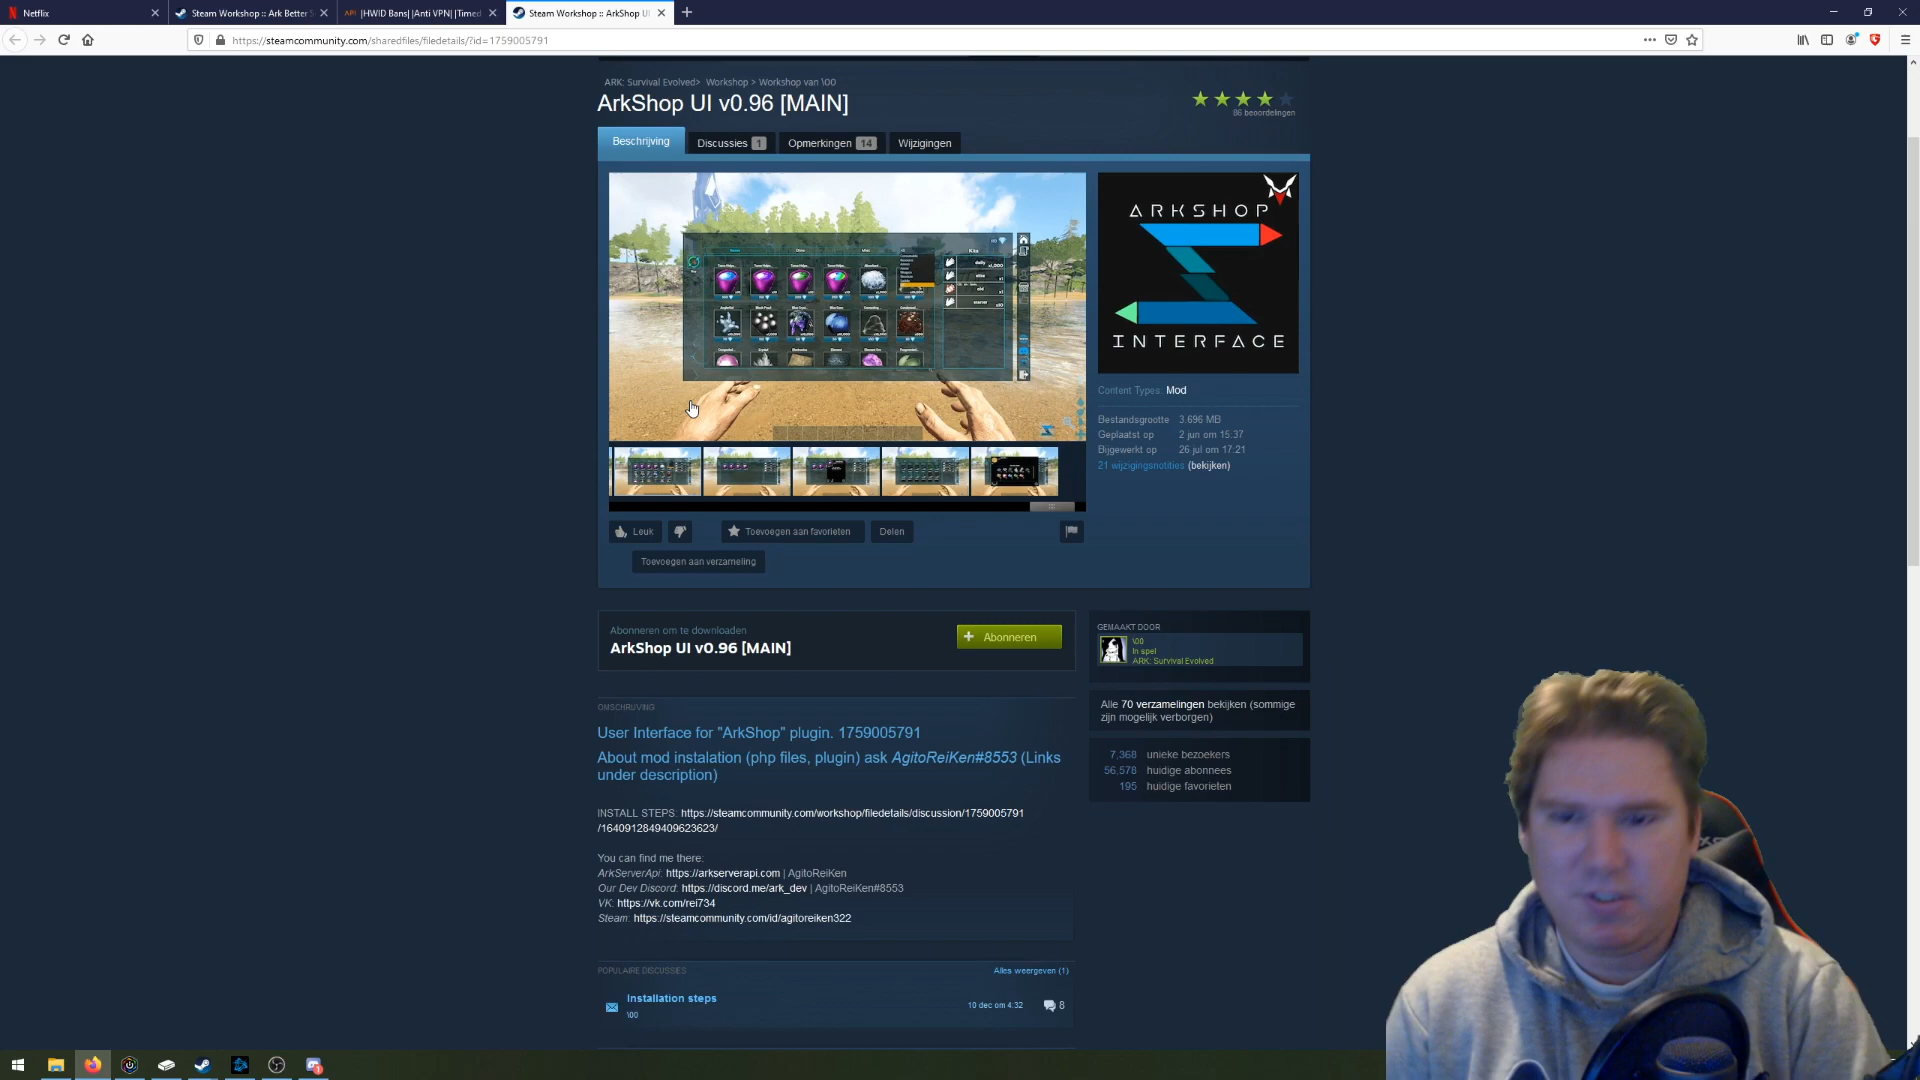 Netflix
Steam Workshop :: Ark Better S
API |HWID Bans| |Anti VPN| |Timed
Steam Workshop :: ArkShop UI
https://steamcommunity.com/sharedfiles/filedetails/?id=1759005791
ARK: Survival Evolved > Workshop > Workshop van \00
ArkShop UI v0.96 [MAIN]
86 beoordelingen
Beschrijving
Discussies 1
Opmerkingen 14
Wijzigingen
ARKSHOP
INTERFACE
Content Types: Mod
Bestandsgrootte 3.696 MB
Geplaatst op 2 jun om 15:37
Bijgewerkt op 26 jul om 17:21
21 wijzigingsnotities (bekijken)
Leuk
Toevoegen aan favorieten
Delen
Toevoegen aan verzameling
Abonneren om te downloaden
ArkShop UI v0.96 [MAIN]
Abonneren
GEMAAKT DOOR
\00
In spel
ARK: Survival Evolved
Alle 70 verzamelingen bekijken (sommige
zijn mogelijk verborgen)
7,368 unieke bezoekers
56,578 huidige abonnees
195 huidige favorieten
OMSCHRIJVING
User Interface for "ArkShop" plugin. 1759005791
About mod instalation (php files, plugin) ask AgitoReiKen#8553 (Links
under description)
INSTALL STEPS: https://steamcommunity.com/workshop/filedetails/discussion/1759005791
/1640912849409623623/
You can find me there:
ArkServerApi: https://arkserverapi.com | AgitoReiKen
Our Dev Discord: https://discord.me/ark_dev | AgitoReiKen#8553
VK: https://vk.com/rei734
Steam: https://steamcommunity.com/id/agitoreiken322
POPULAIRE DISCUSSIES
Alles weergeven (1)
Installation steps
\00
10 dec om 4:32
8